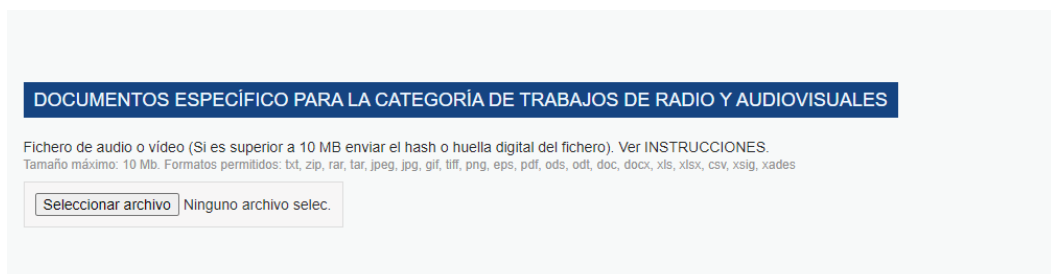 DOCUMENTOS ESPECÍFICO PARA LA CATEGORÍA DE TRABAJOS DE RADIO Y AUDIOVISUALES
Fichero de audio o vídeo (Si es superior a 10 MB enviar el hash o huella digital del fichero). Ver INSTRUCCIONES.
Tamaño máximo: 10 Mb. Formatos permitidos: txt, zip, rar, tar, jpeg, jpg, gif, tiff, png, eps, pdf, ods, odt, doc, docx, xls, xlsx, csv, xsig, xades
Seleccionar archivo Ninguno archivo selec.